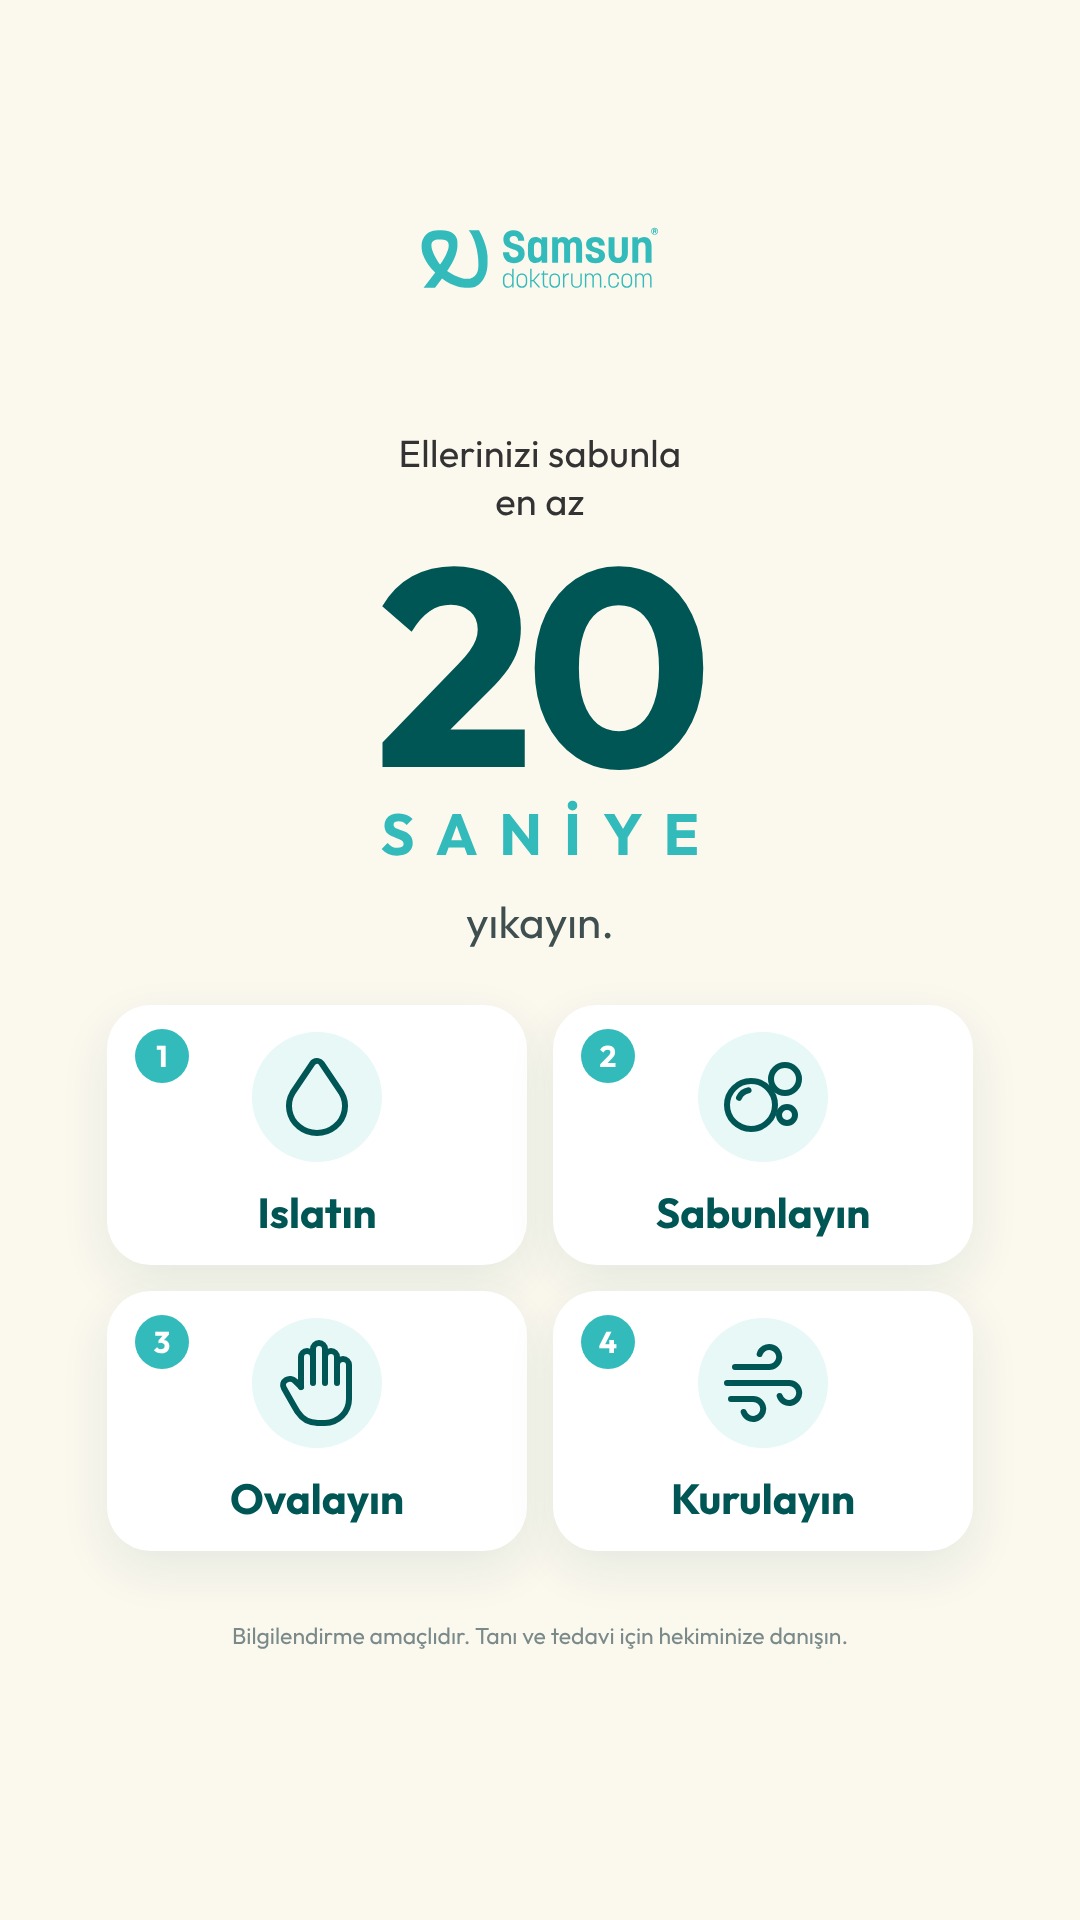 Samsun®
doktorum.com
Ellerinizi sabunla
en az
20
SANİYE
yıkayın.
1
Islatın
2
Sabunlayın
3
Ovalayın
4
Kurulayın
Bilgilendirme amaçlıdır. Tanı ve tedavi için hekiminize danışın.